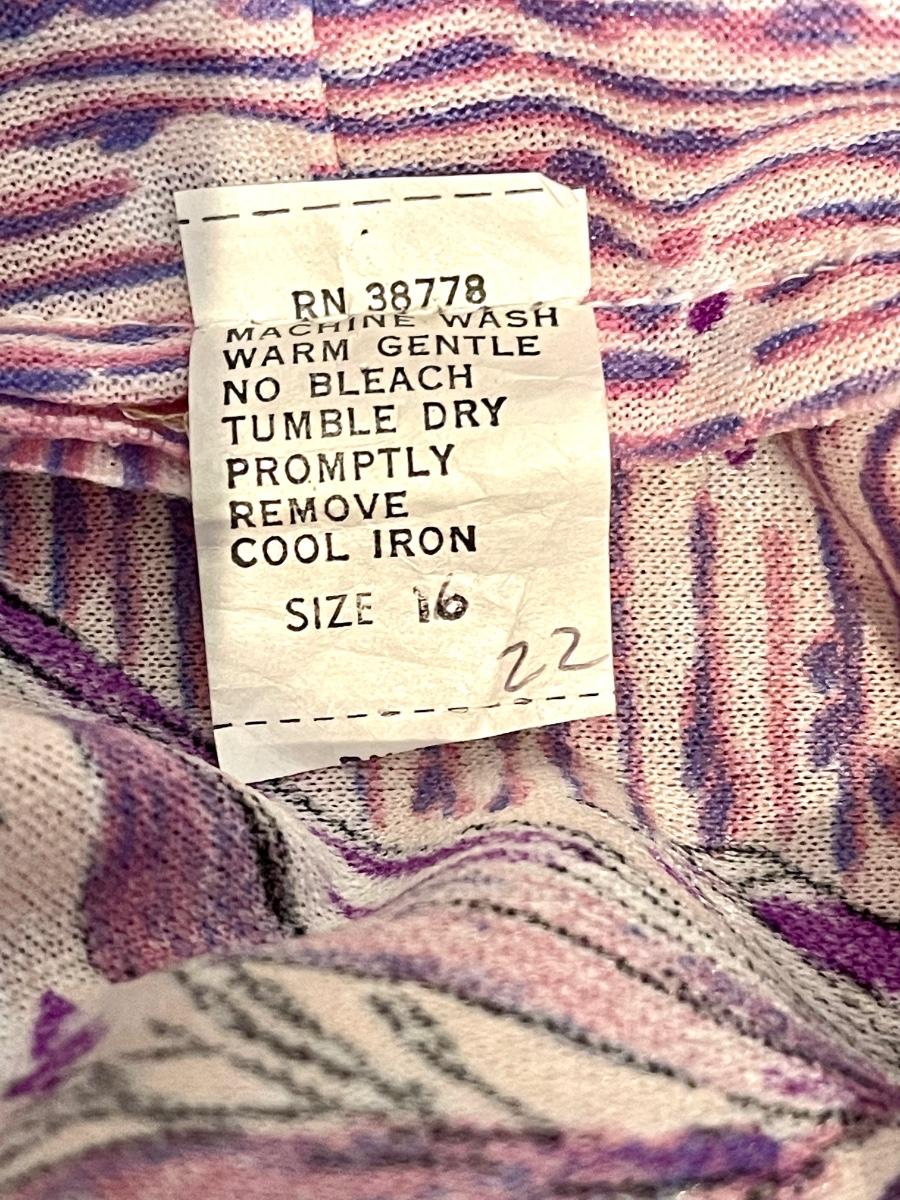 RN 38778
MACHINE WASH
WARM GENTLE
NO BLEACH
TUMBLE DRY
PROMPTLY
REMOVE
COOL IRON
SIZE 16
22